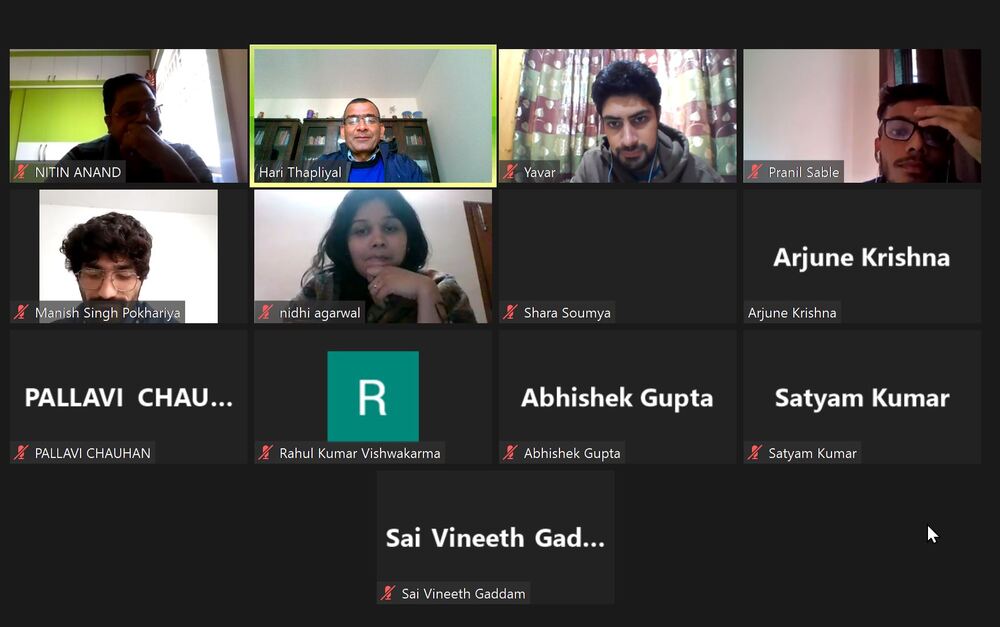 NITIN ANAND
Hari Thapliyal
Yavar
Pranil Sable
Manish Singh Pokhariya
nidhi agarwal
Shara Soumya
Arjune Krishna
Arjune Krishna
PALLAVI CHAU...
PALLAVI CHAUHAN
R
Rahul Kumar Vishwakarma
Abhishek Gupta
Abhishek Gupta
Satyam Kumar
Satyam Kumar
Sai Vineeth Gad...
Sai Vineeth Gaddam